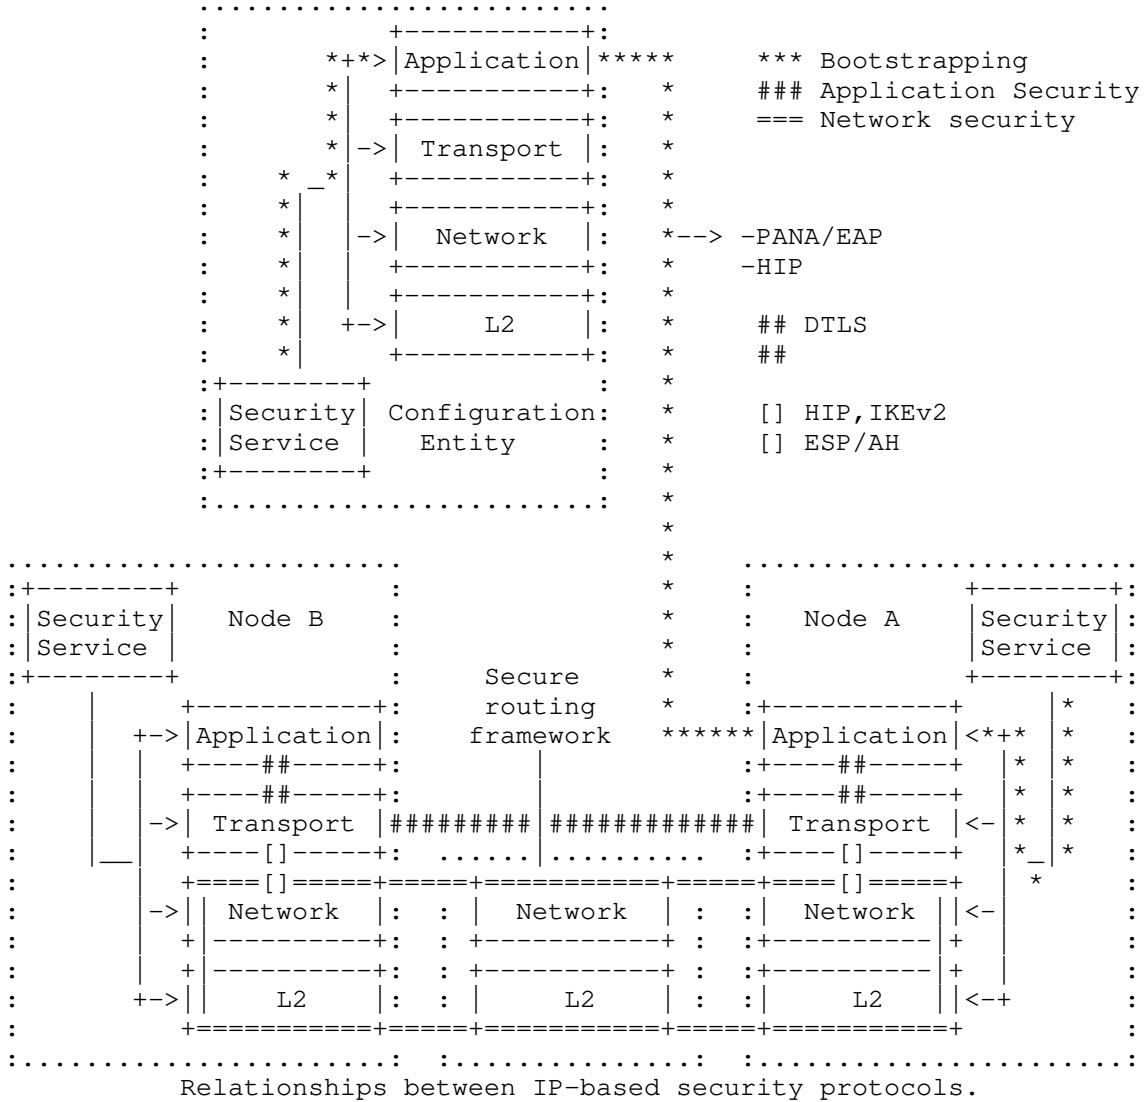 Application
*** Bootstrapping
### Application Security
=== Network security
Transport
Network
-PANA/EAP
-HIP
L2
## DTLS
##
Security
Service
Configuration
Entity
[] HIP,IKEv2
[] ESP/AH
Security
Service
Node B
Node A
Security
Service
Secure
routing
framework
Application
Application
Transport
Transport
Network
Network
Network
L2
L2
L2
Relationships between IP-based security protocols.